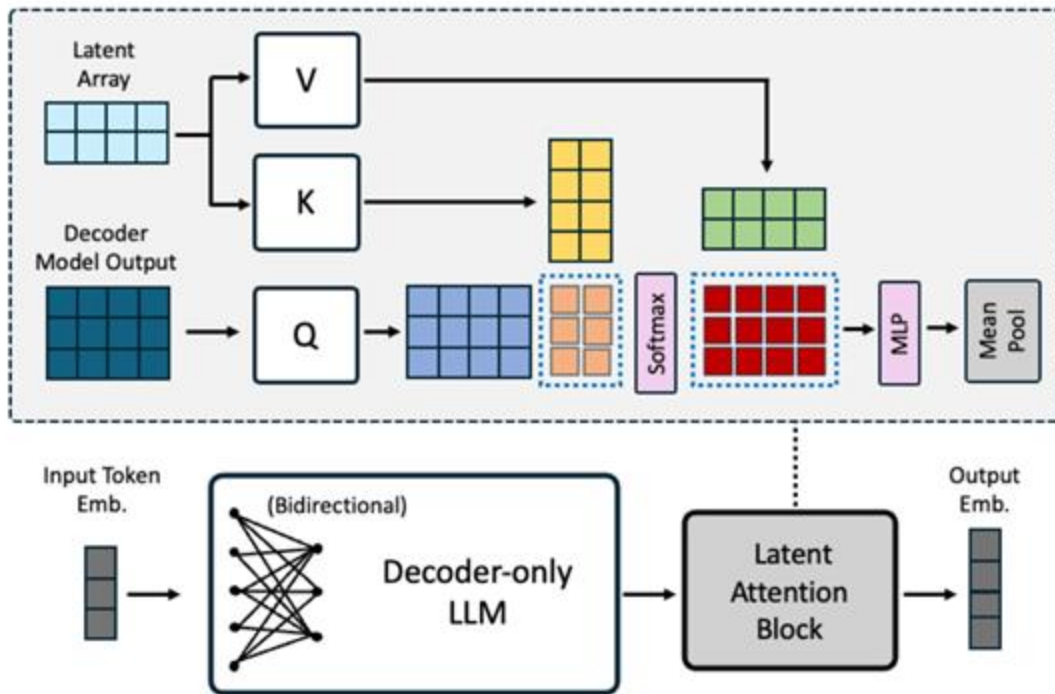 Latent
Array
V
K
Decoder
Model Output
Q
Softmax
MLP
Mean
Pool
Input Token
Emb.
(Bidirectional)
Decoder-only
LLM
Latent
Attention
Block
Output
Emb.